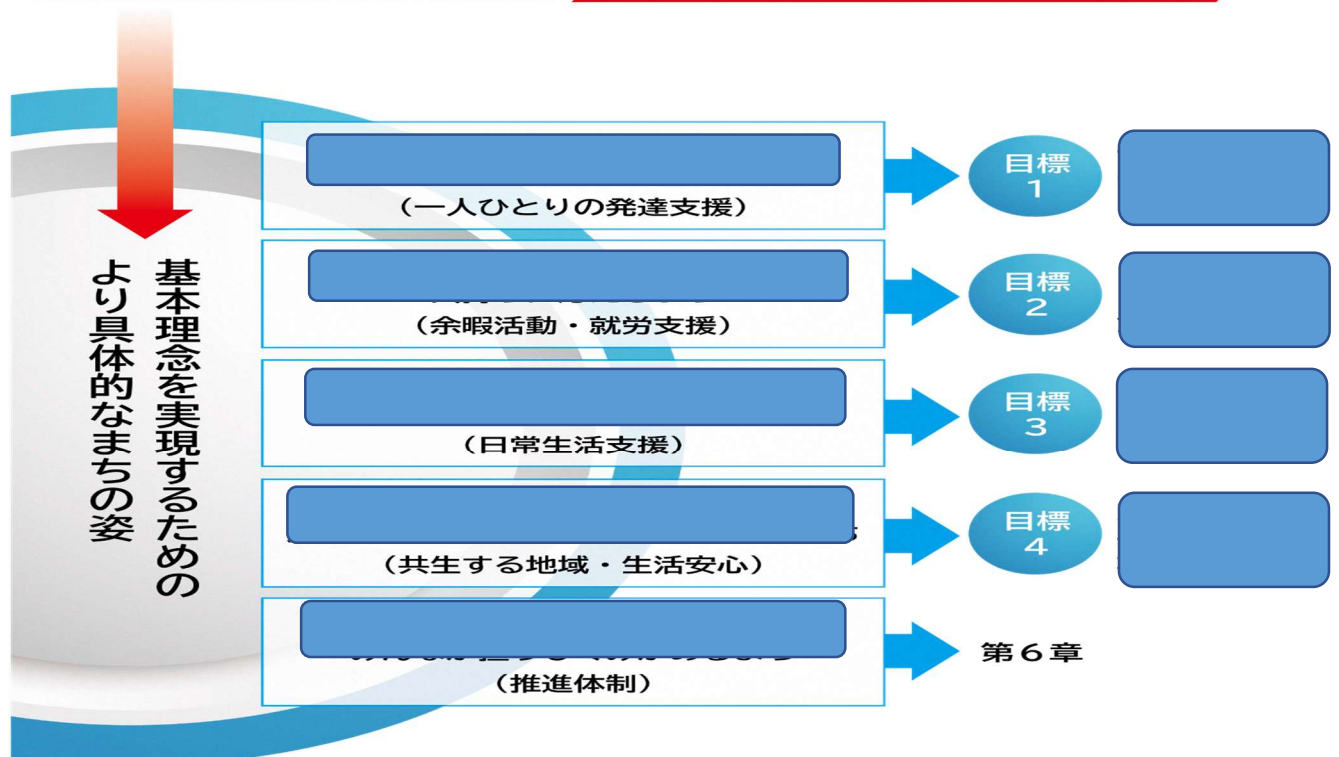 基本理念を実現するための
より具体的なまちの姿
（一人ひとりの発達支援）
目標
1
（余暇活動・就労支援）
目標
2
（日常生活支援）
目標
3
（共生する地域・生活安心）
目標
4
（推進体制）
第6章